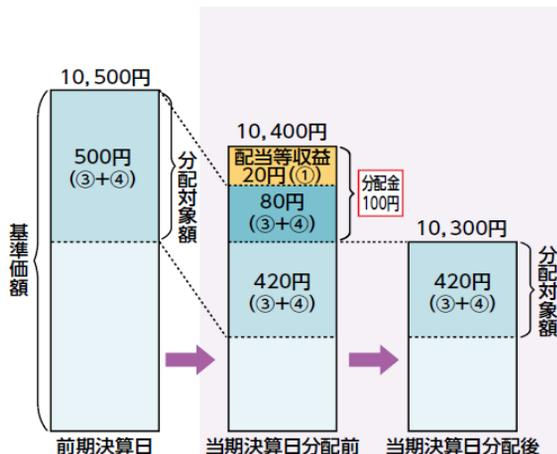 10,500円
500円
(③+④)
分配対象額
基準価額
前期決算日
10,400円
配当等収益
20円(①)
80円
(③+④)
分配金
100円
420円
(③+④)
当期決算日分配前
10,300円
420円
(③+④)
分配対象額
当期決算日分配後